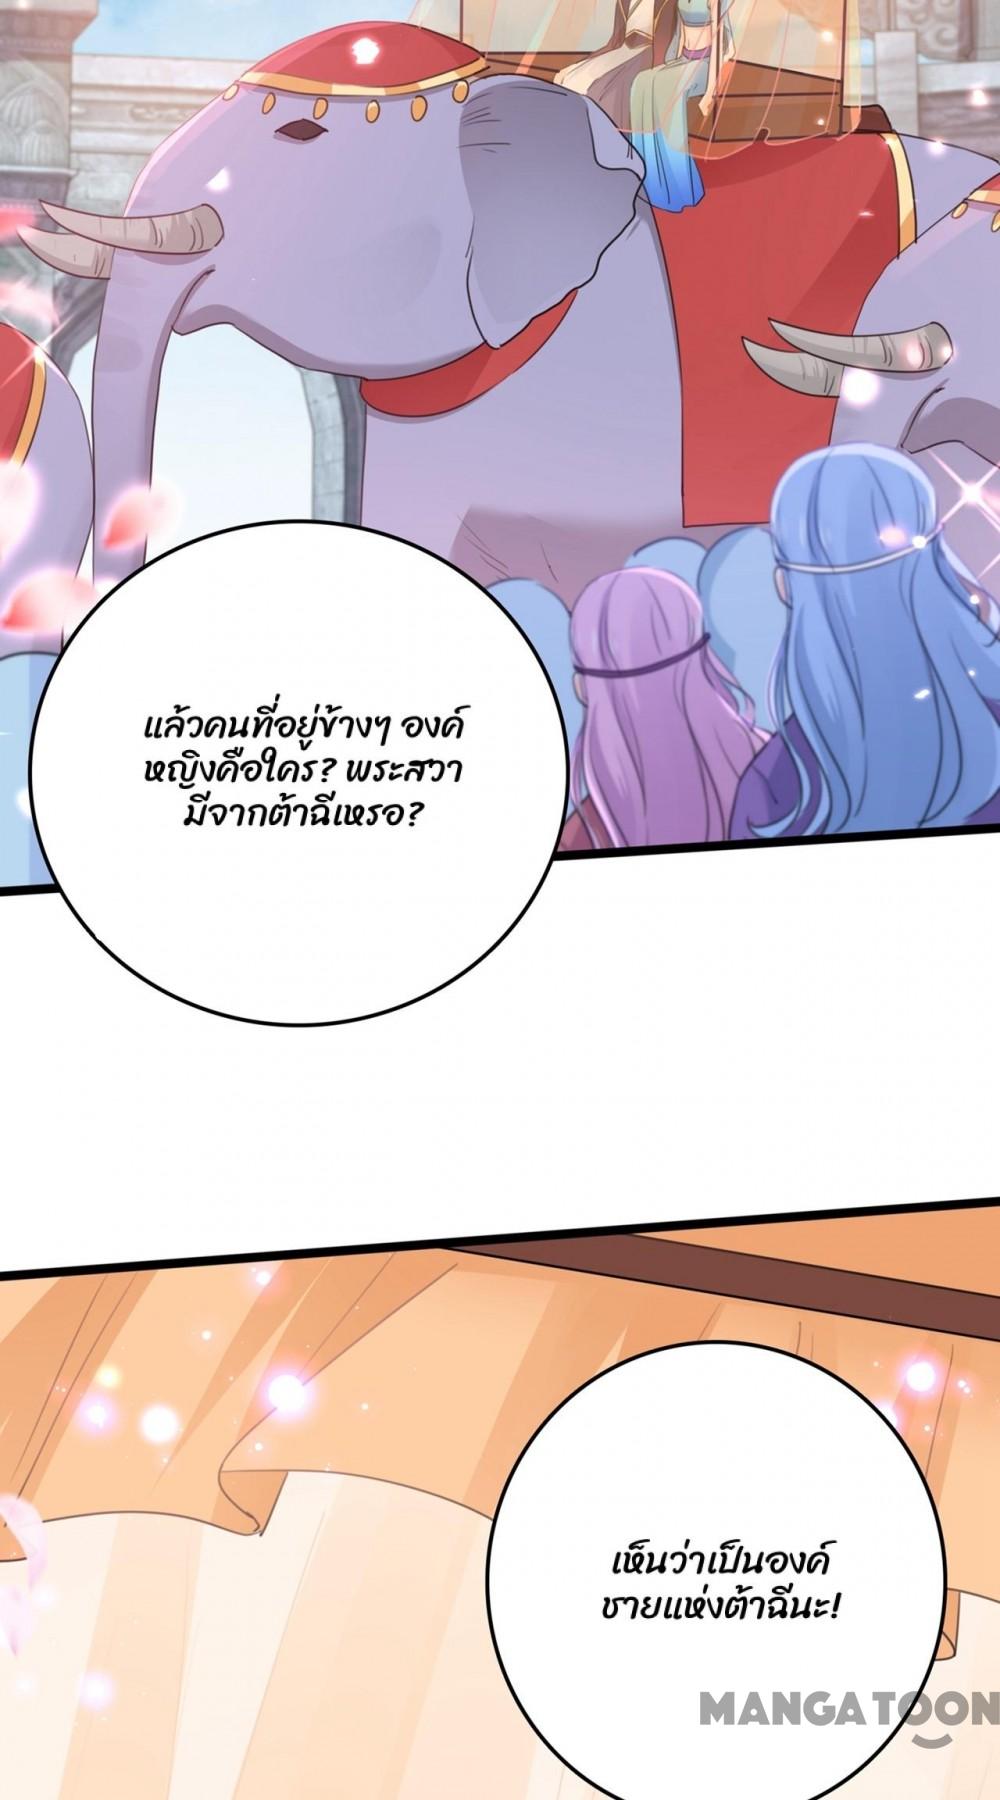 แล้วคนที่อยู่ข้างๆ องค์
หญิงคือใคร? พระสวา
มีจากต้าฉีเหรอ?
เห็นว่าเป็นองค์
ชายแห่งต้าฉีนะ!
MANGATOON